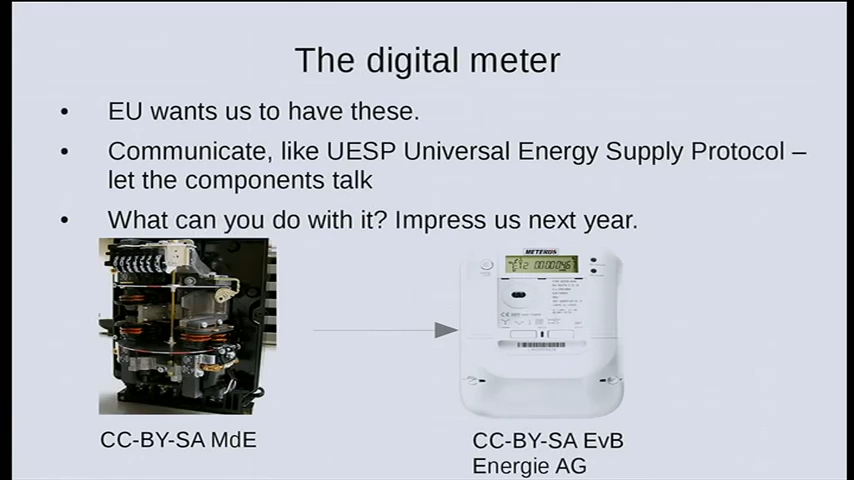 The digital meter
• EU wants us to have these.
• Communicate, like UESP Universal Energy Supply Protocol –
let the components talk
• What can you do with it? Impress us next year.
METERUS
CE
CC-BY-SA MdE
CC-BY-SA EvB
Energie AG